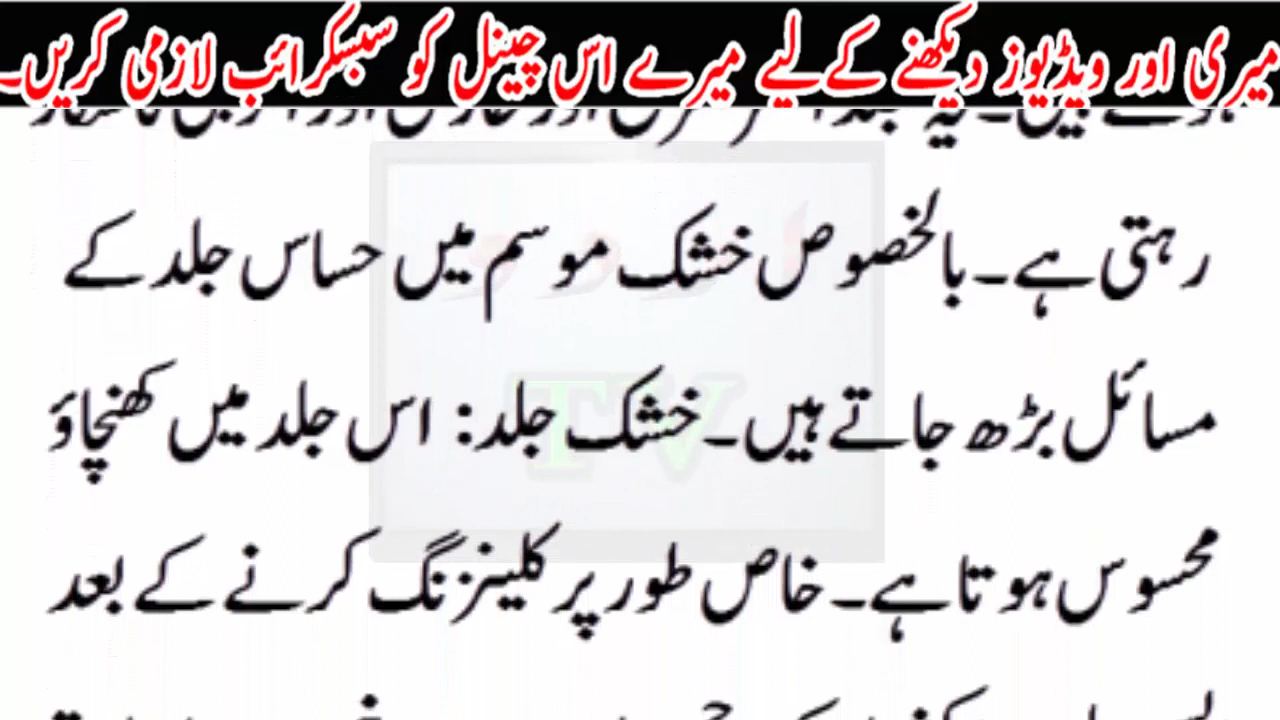 میری اور ویڈیوز دیکھنے کے لیے میرے اس چینل کو سبسکرائب لازمی کریں۔
رہتی ہے۔ بالخصوص خشک موسم میں حساس جلد کے
مسائل بڑھ جاتے ہیں۔ خشک جلد: اس جلد میں کھنچاؤ
محسوس ہوتا ہے۔ خاص طور پر کلینزنگ کرنے کے بعد
TV